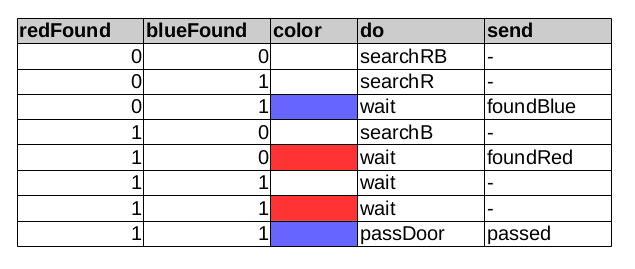 redFound blueFound color do send
0 0 searchRB -
0 1 searchR -
0 1 wait foundBlue
1 0 searchB -
1 0 wait foundRed
1 1 wait -
1 1 wait -
1 1 passDoor passed